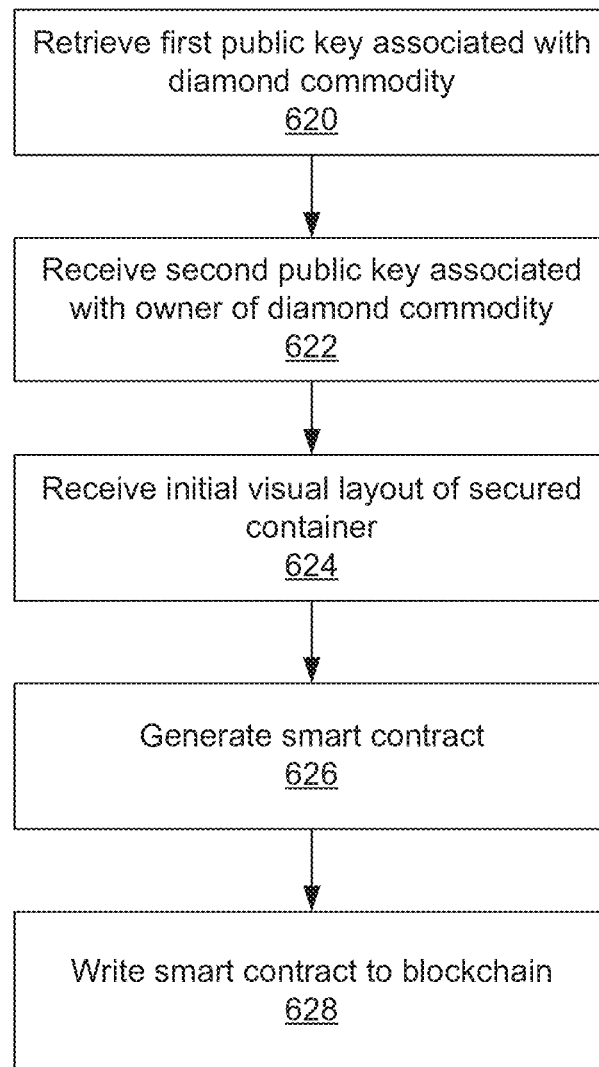 Retrieve first public key associated with
diamond commodity
620
Receive second public key associated
with owner of diamond commodity
622
Receive initial visual layout of secured
container
624
Generate smart contract
626
Write smart contract to blockchain
628